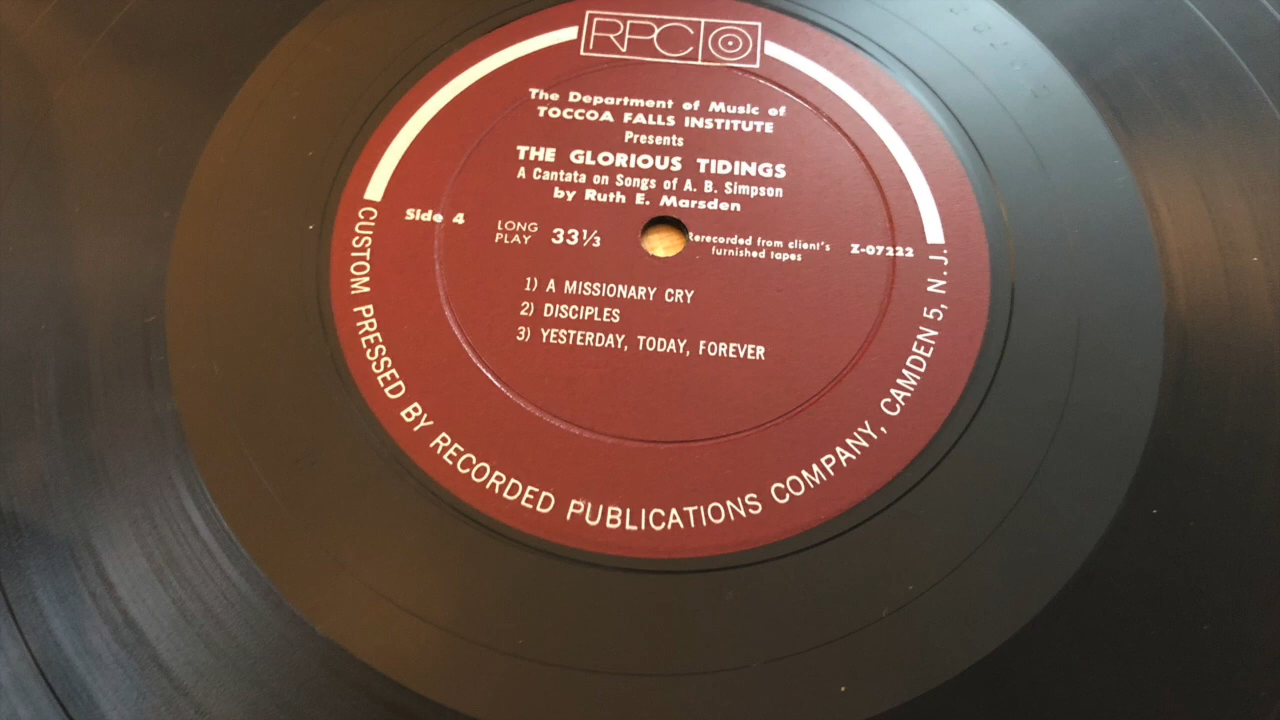 RPC
The Department of Music of
TOCCOA FALLS INSTITUTE
Presents
THE GLORIOUS TIDINGS
A Cantata on Songs of A. B. Simpson
by Ruth E. Marsden
Side 4
LONG PLAY 33⅓
Rerecorded from client's
furnished tapes
Z-07222
1) A MISSIONARY CRY
2) DISCIPLES
3) YESTERDAY, TODAY, FOREVER
CUSTOM PRESSED BY RECORDED PUBLICATIONS COMPANY, CAMDEN 5, N.J.